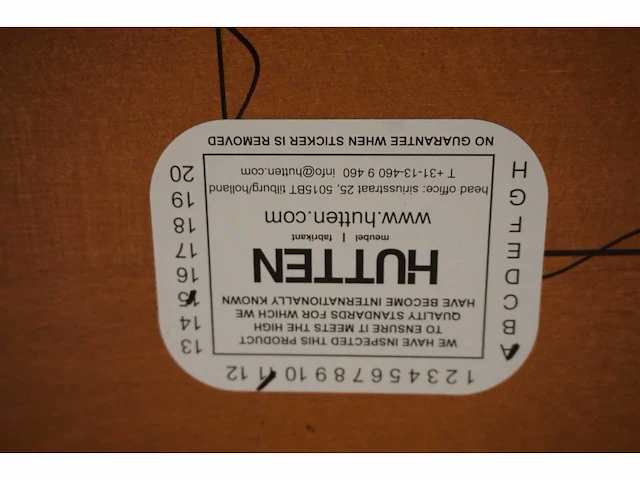 1 2 3 4 5 6 7 8 9 10 11 12
A
B
C
D
E
F
G
H
13
14
15
16
17
18
19
20
WE HAVE INSPECTED THIS PRODUCT
TO ENSURE IT MEETS THE HIGH
QUALITY STANDARDS FOR WHICH WE
HAVE BECOME INTERNATIONALLY KNOWN
HUTTEN
meubel | fabrikant
www.hutten.com
head office: siriusstraat 25, 5015BT tilburg/holland
T +31-13-460 9 460 info@hutten.com
NO GUARANTEE WHEN STICKER IS REMOVED